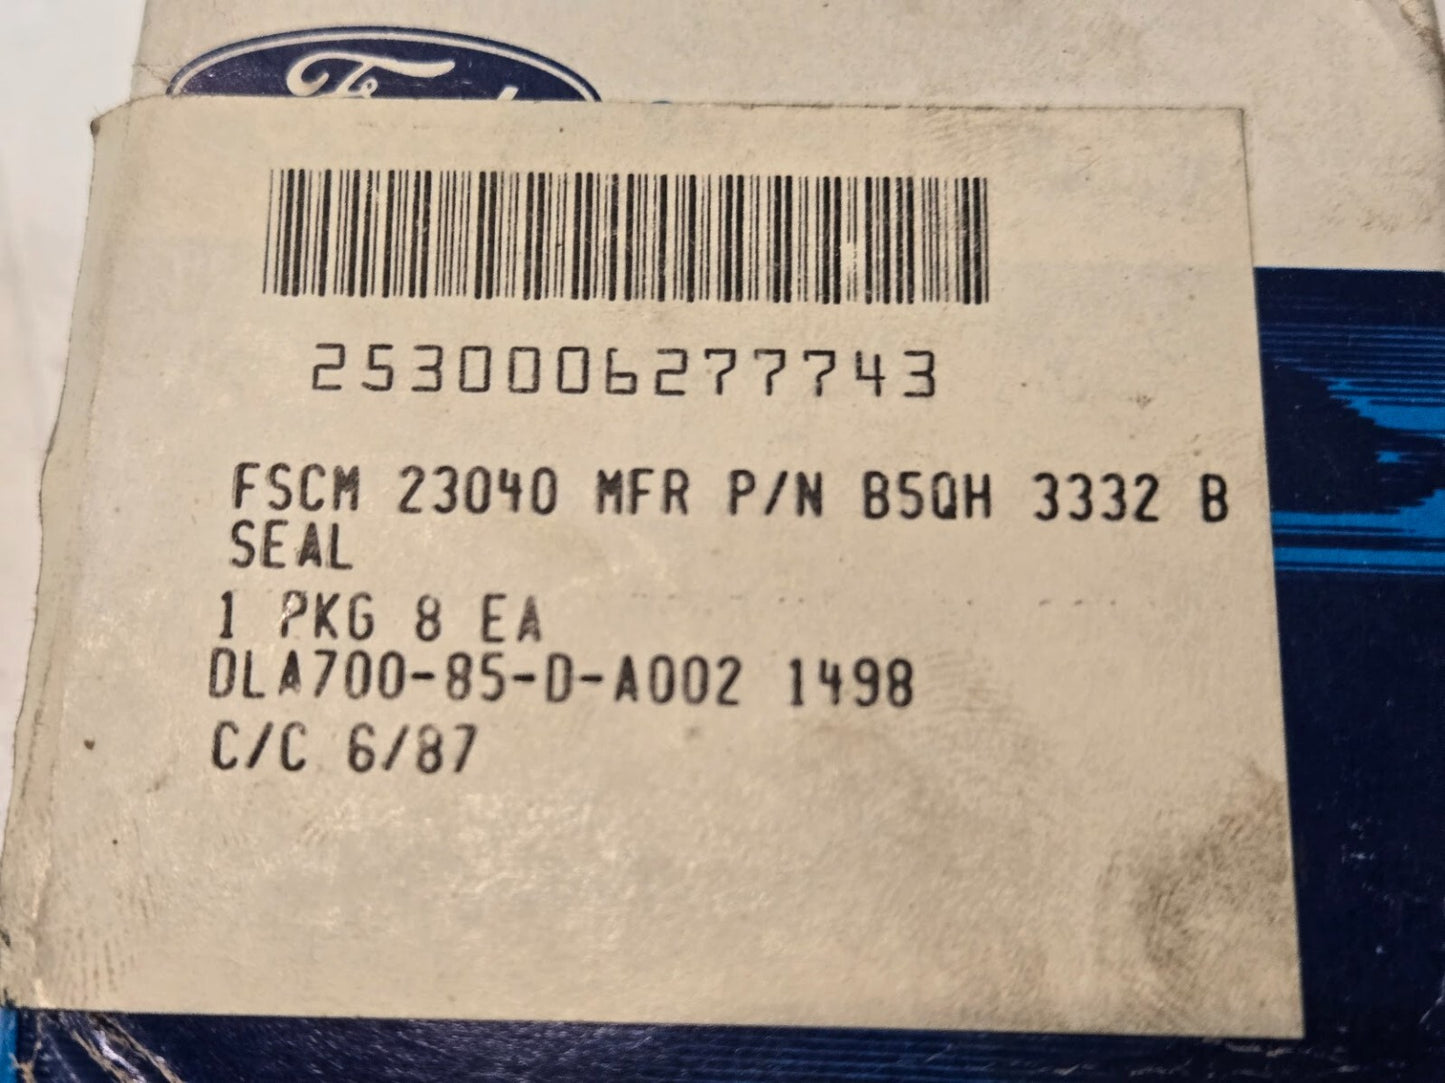 2530006277743
FSCM 23040 MFR P/N B5QH 3332 B
SEAL
1 PKG 8 EA
DLA700-85-D-A002 1498
C/C 6/87